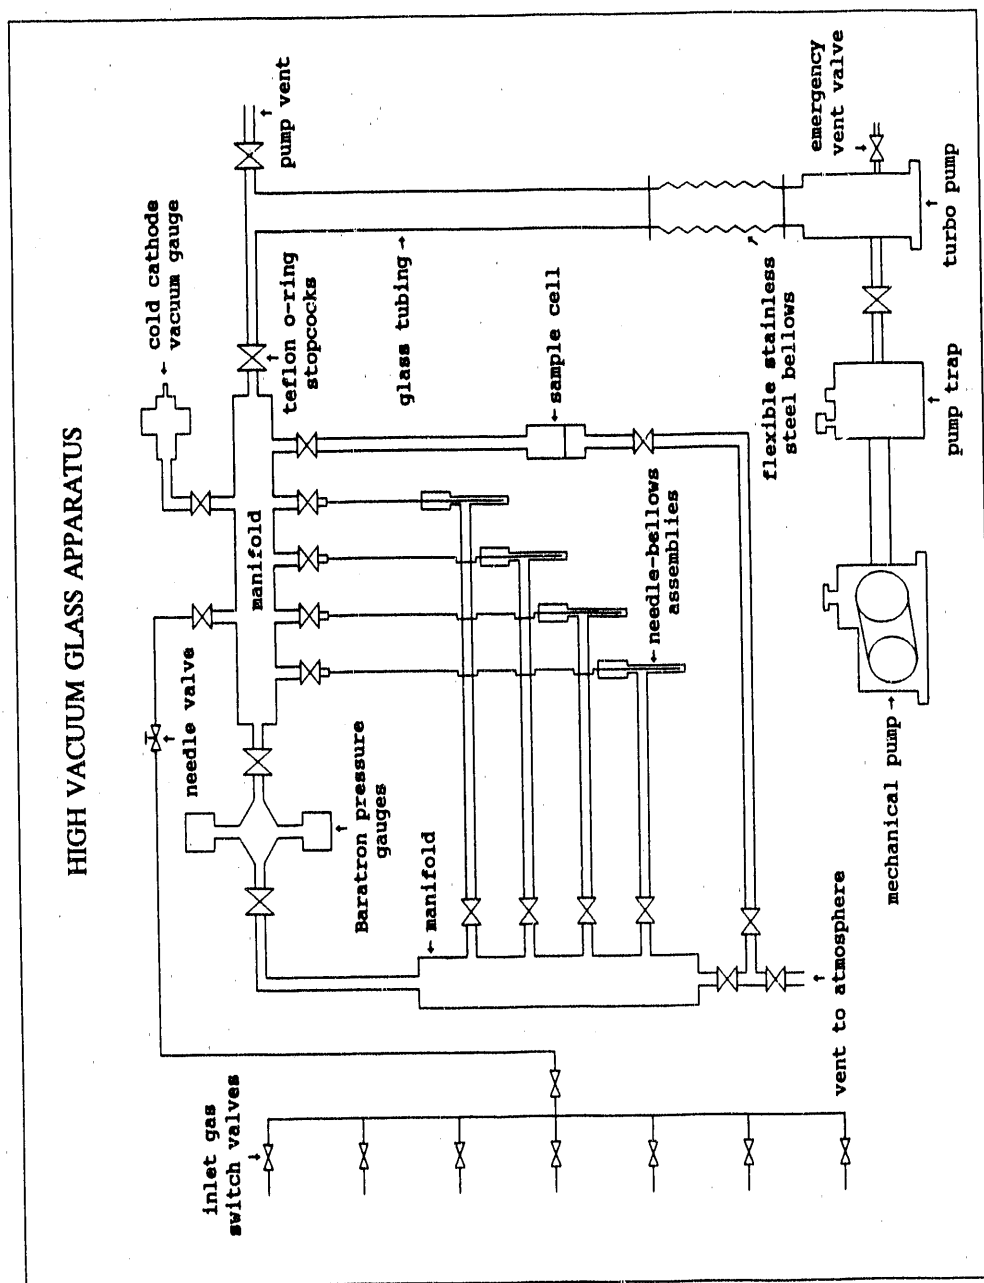 HIGH VACUUM GLASS APPARATUS
inlet gas
switch valves
needle valve
cold cathode
vacuum gauge
pump vent
Baratron pressure
gauges
manifold
manifold
teflon o-ring
stopcocks
glass tubing
sample cell
needle-bellows
assemblies
flexible stainless
steel bellows
emergency
vent valve
vent to atmosphere
mechanical pump
pump trap
turbo pump